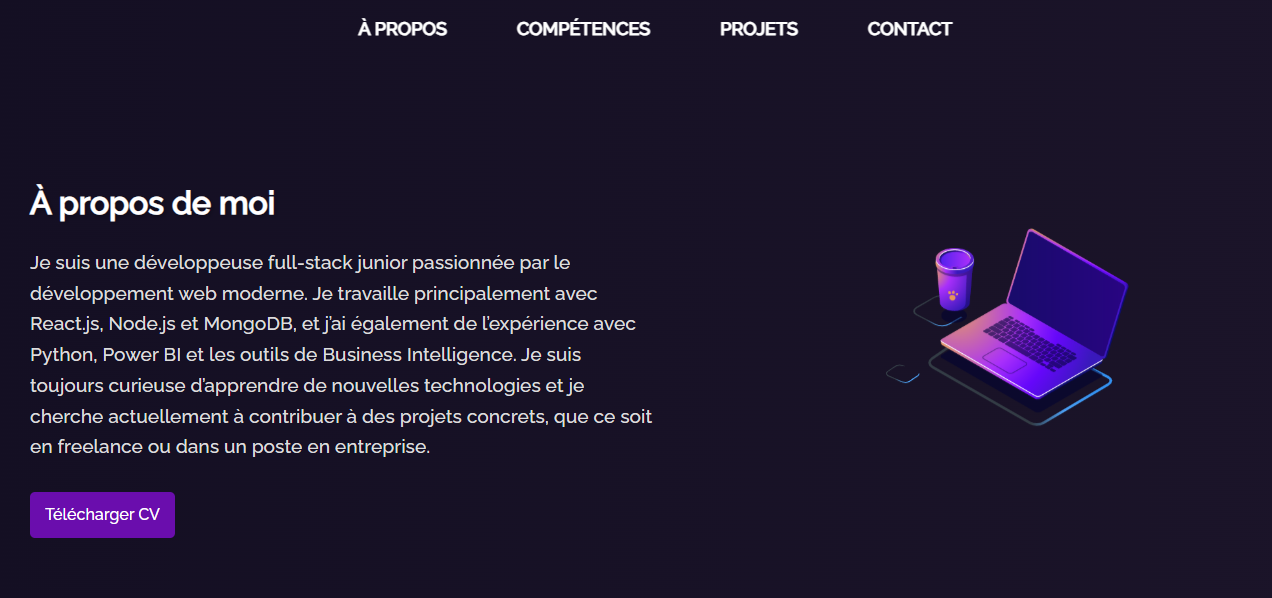 À PROPOS COMPÉTENCES PROJETS CONTACT
À propos de moi
Je suis une développeuse full-stack junior passionnée par le
développement web moderne. Je travaille principalement avec
React.js, Node.js et MongoDB, et j'ai également de l'expérience avec
Python, Power BI et les outils de Business Intelligence. Je suis
toujours curieuse d'apprendre de nouvelles technologies et je
cherche actuellement à contribuer à des projets concrets, que ce soit
en freelance ou dans un poste en entreprise.
Télécharger CV